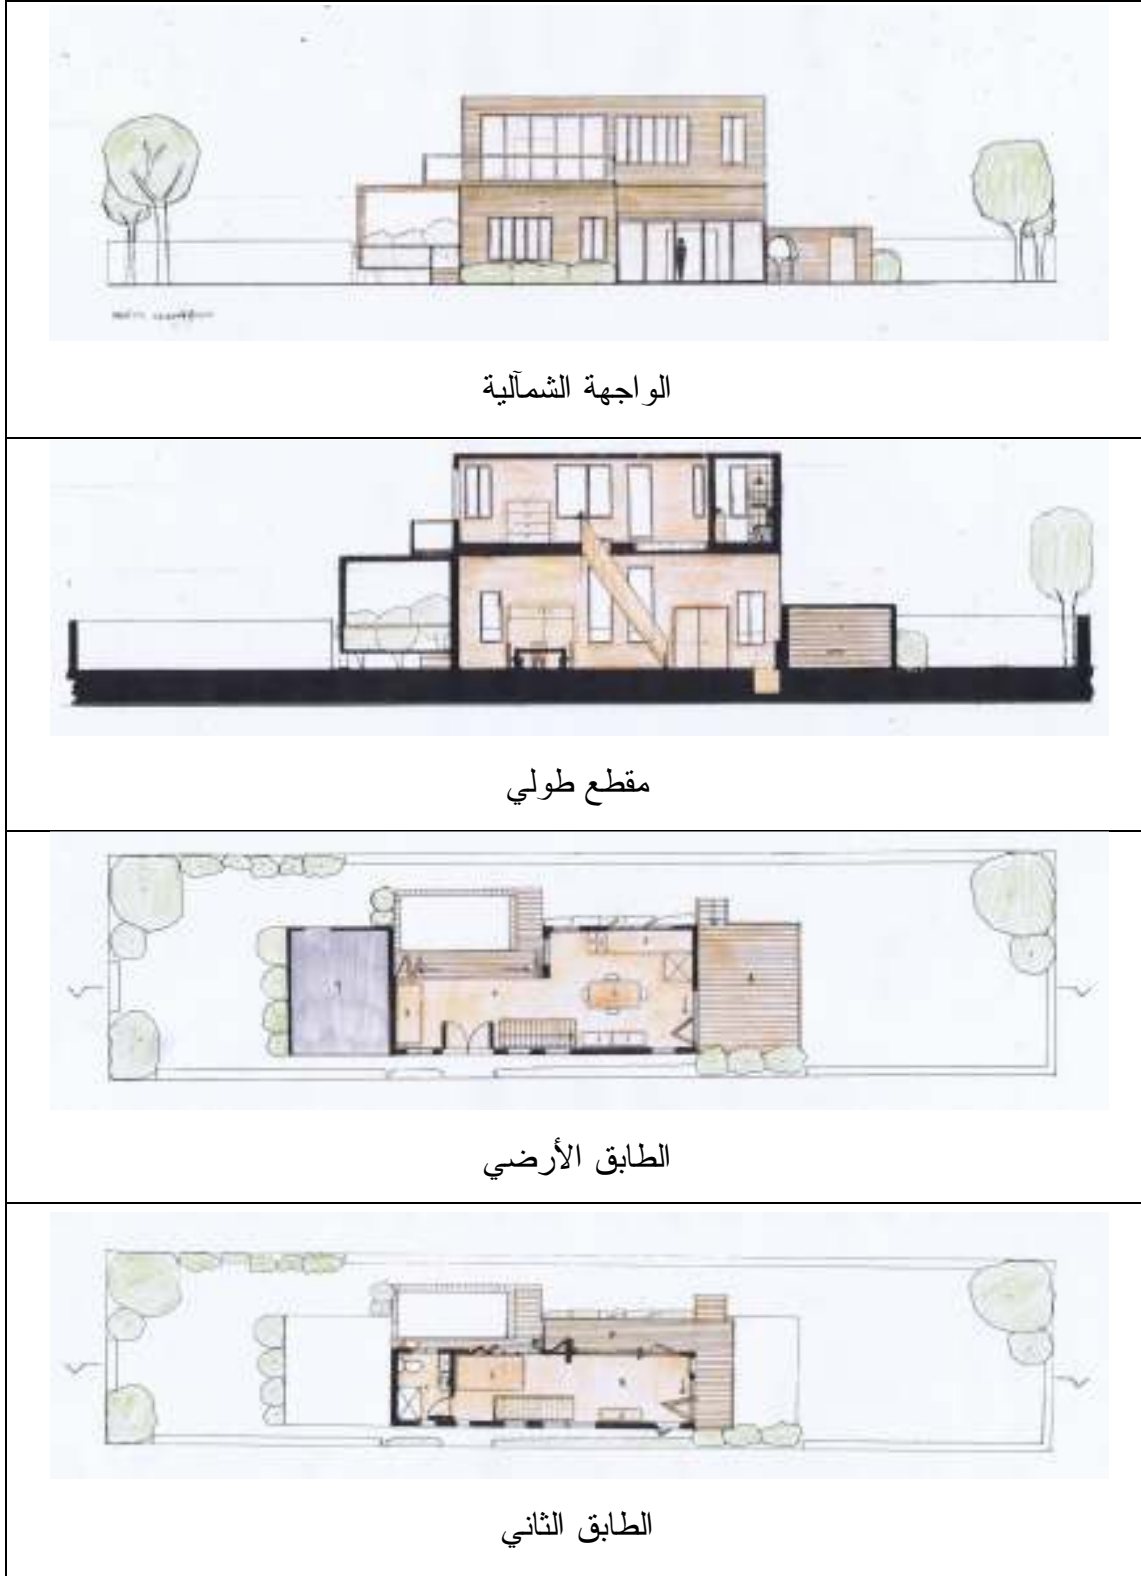 الواجهة الشمآلية
مقطع طولي
الطابق الأرضي
الطابق الثاني